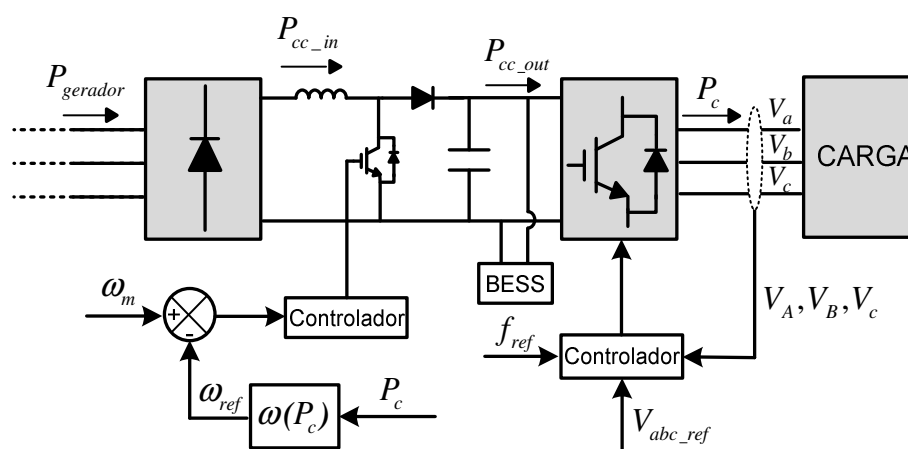 P_gerador
P_cc_in
P_cc_out
P_c
V_a
V_b
V_c
CARGA
BESS
ω_m
+
-
Controlador
ω_ref
ω(P_c)
P_c
f_ref
Controlador
V_A, V_B, V_c
V_abc_ref